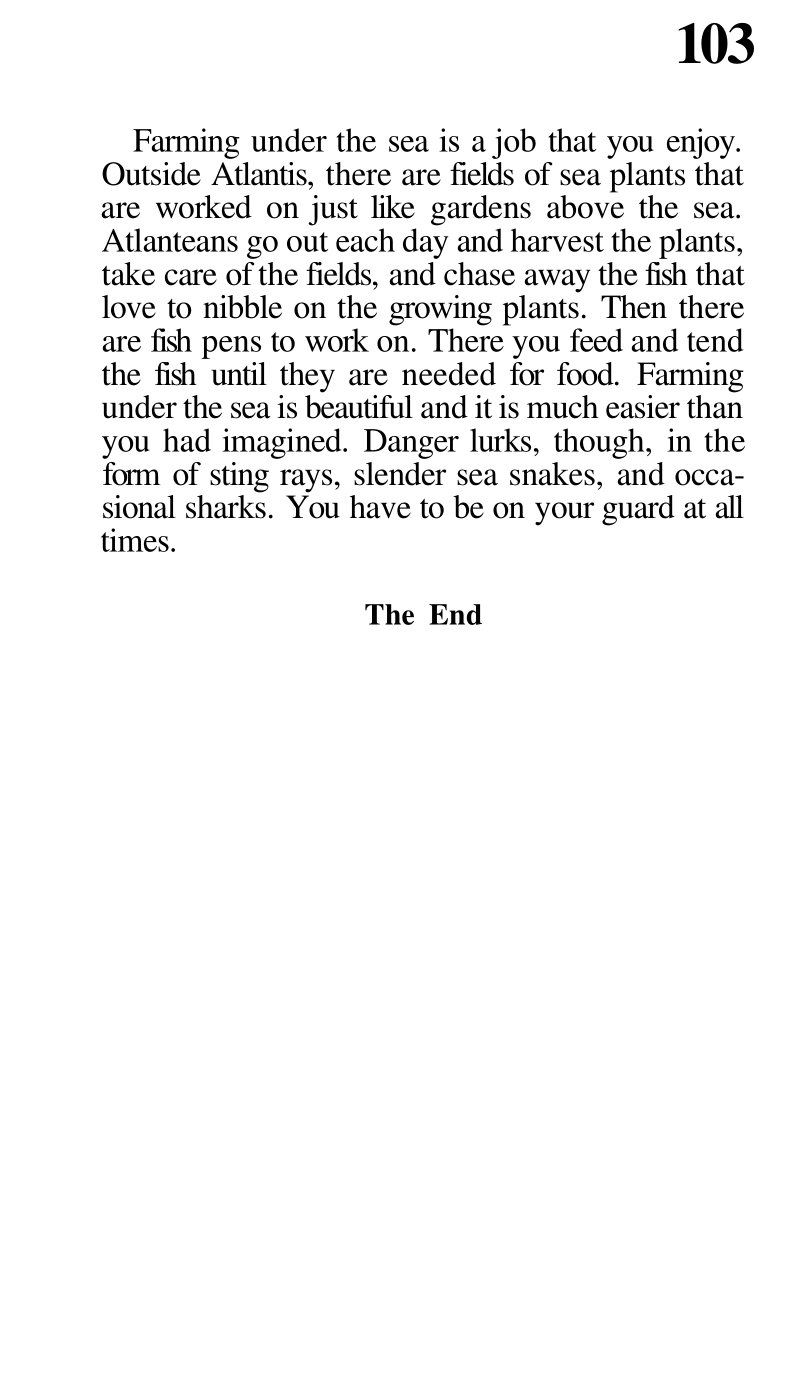 103
Farming under the sea is a job that you enjoy.
Outside Atlantis, there are fields of sea plants that
are worked on just like gardens above the sea.
Atlanteans go out each day and harvest the plants,
take care of the fields, and chase away the fish that
love to nibble on the growing plants. Then there
are fish pens to work on. There you feed and tend
the fish until they are needed for food. Farming
under the sea is beautiful and it is much easier than
you had imagined. Danger lurks, though, in the
form of sting rays, slender sea snakes, and occa-
sional sharks. You have to be on your guard at all
times.
The End